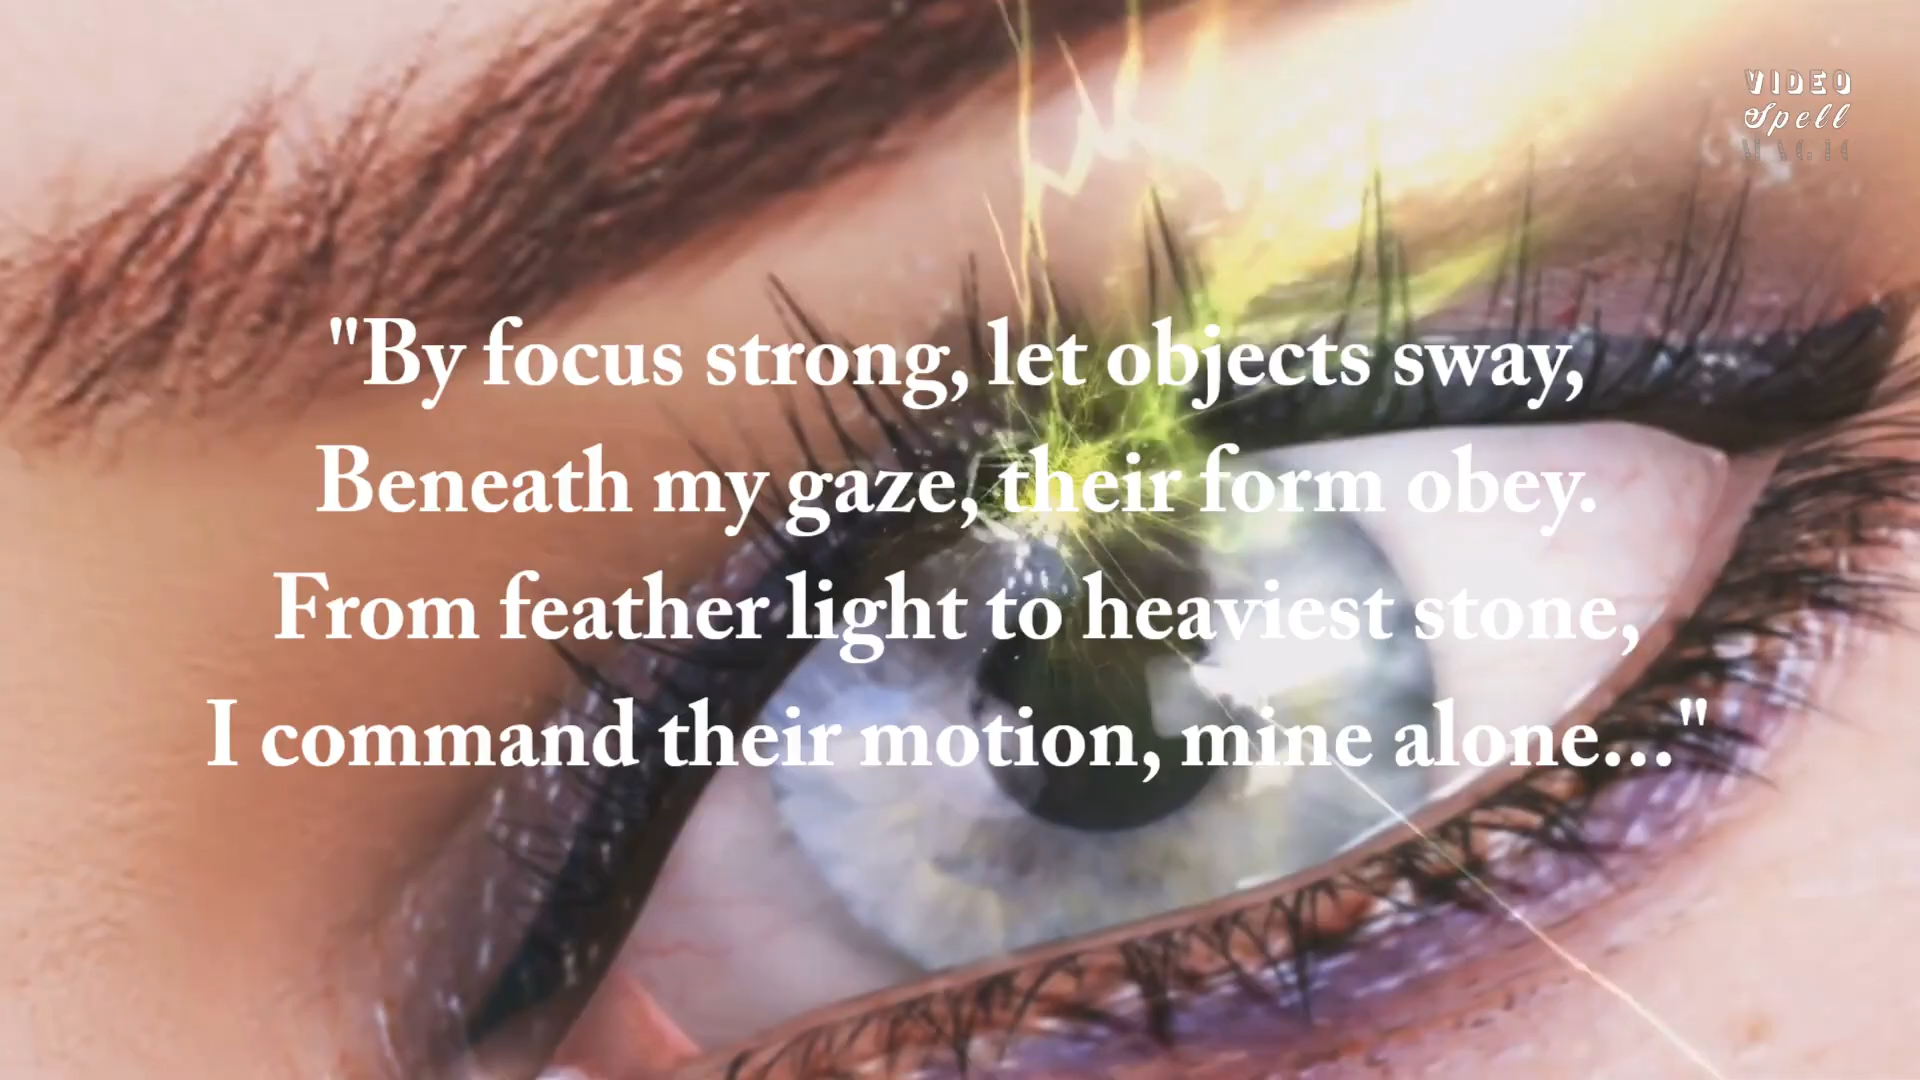 VIDEO
Spell
MAGIC
"By focus strong, let objects sway,
Beneath my gaze, their form obey.
From feather light to heaviest stone,
I command their motion, mine alone..."